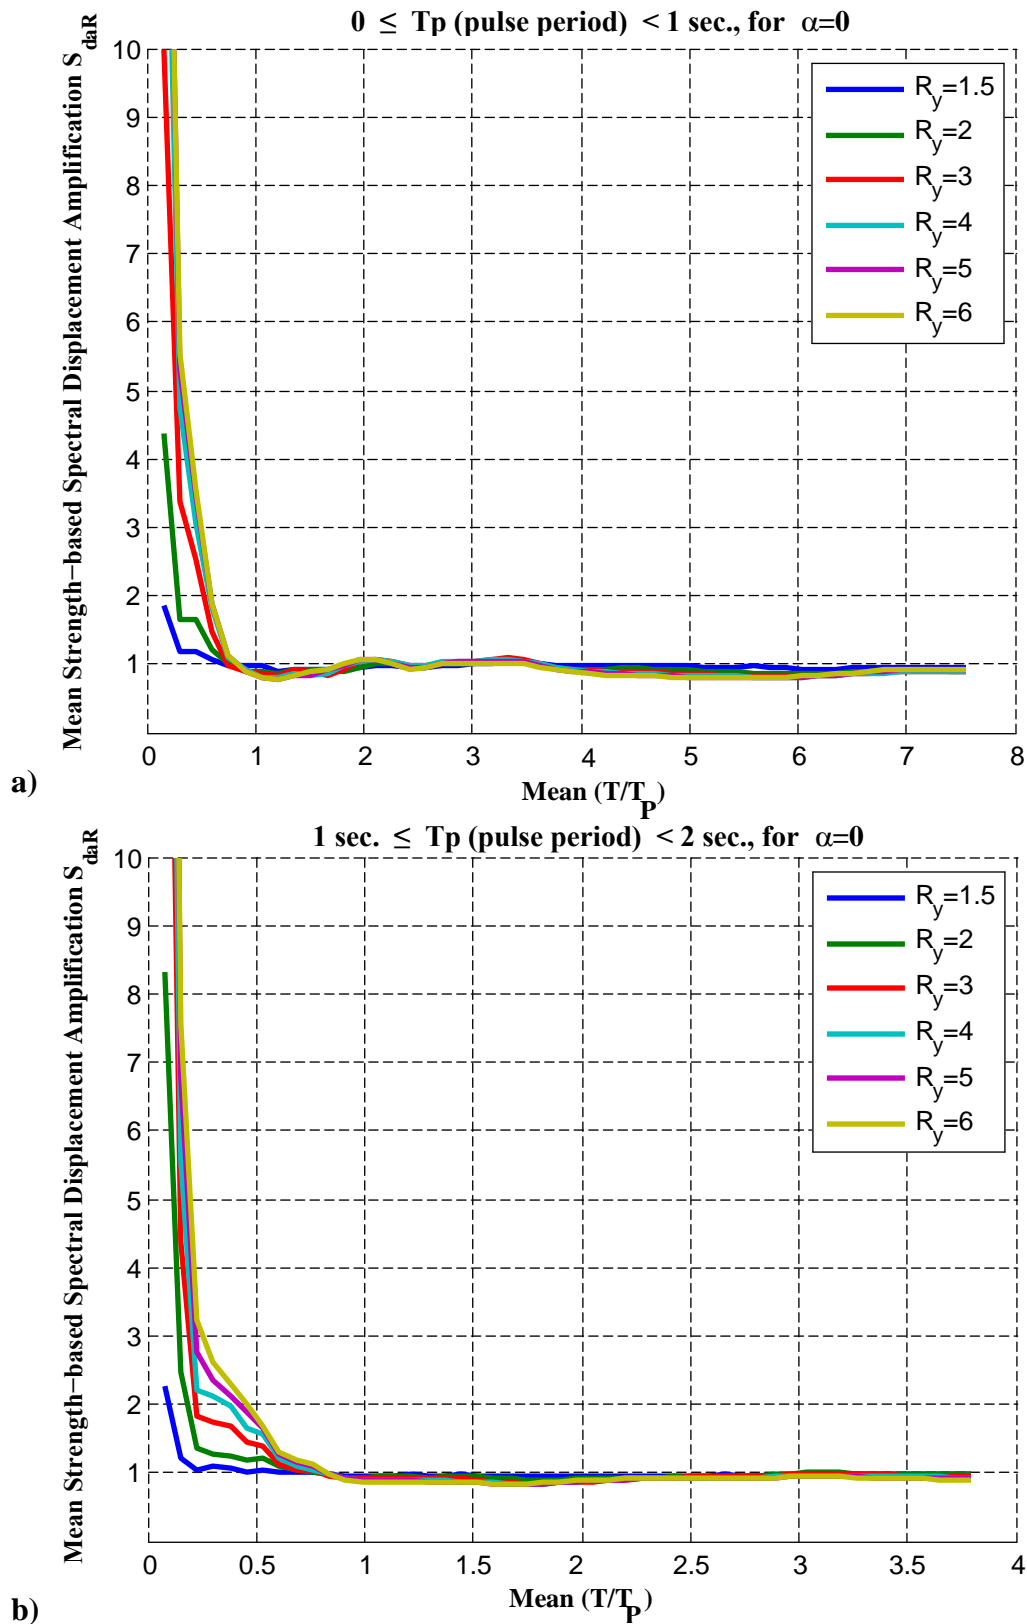 0 ≤ Tp (pulse period) < 1 sec., for α=0
Mean Strength−based Spectral Displacement Amplification S_daR
10
9
8
7
6
5
4
3
2
1
R_y=1.5
R_y=2
R_y=3
R_y=4
R_y=5
R_y=6
0 1 2 3 4 5 6 7 8
a)
Mean (T/T_P)
1 sec. ≤ Tp (pulse period) < 2 sec., for α=0
Mean Strength−based Spectral Displacement Amplification S_daR
10
9
8
7
6
5
4
3
2
1
R_y=1.5
R_y=2
R_y=3
R_y=4
R_y=5
R_y=6
0 0.5 1 1.5 2 2.5 3 3.5 4
b)
Mean (T/T_P)